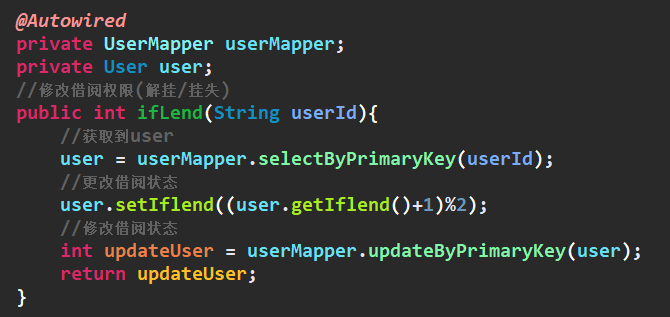 @Autowired
private UserMapper userMapper;
private User user;
//修改借阅权限(解挂/挂失)
public int ifLend(String userId){
    //获取到user
    user = userMapper.selectByPrimaryKey(userId);
    //更改借阅状态
    user.setIflend((user.getIflend()+1)%2);
    //修改借阅状态
    int updateUser = userMapper.updateByPrimaryKey(user);
    return updateUser;
}